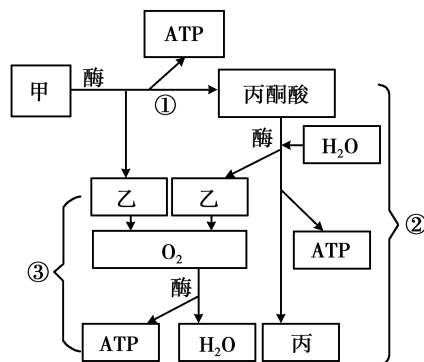 ATP
甲
酶
①
丙酮酸
酶
H₂O
乙
乙
②
O₂
ATP
③
酶
ATP
H₂O
丙